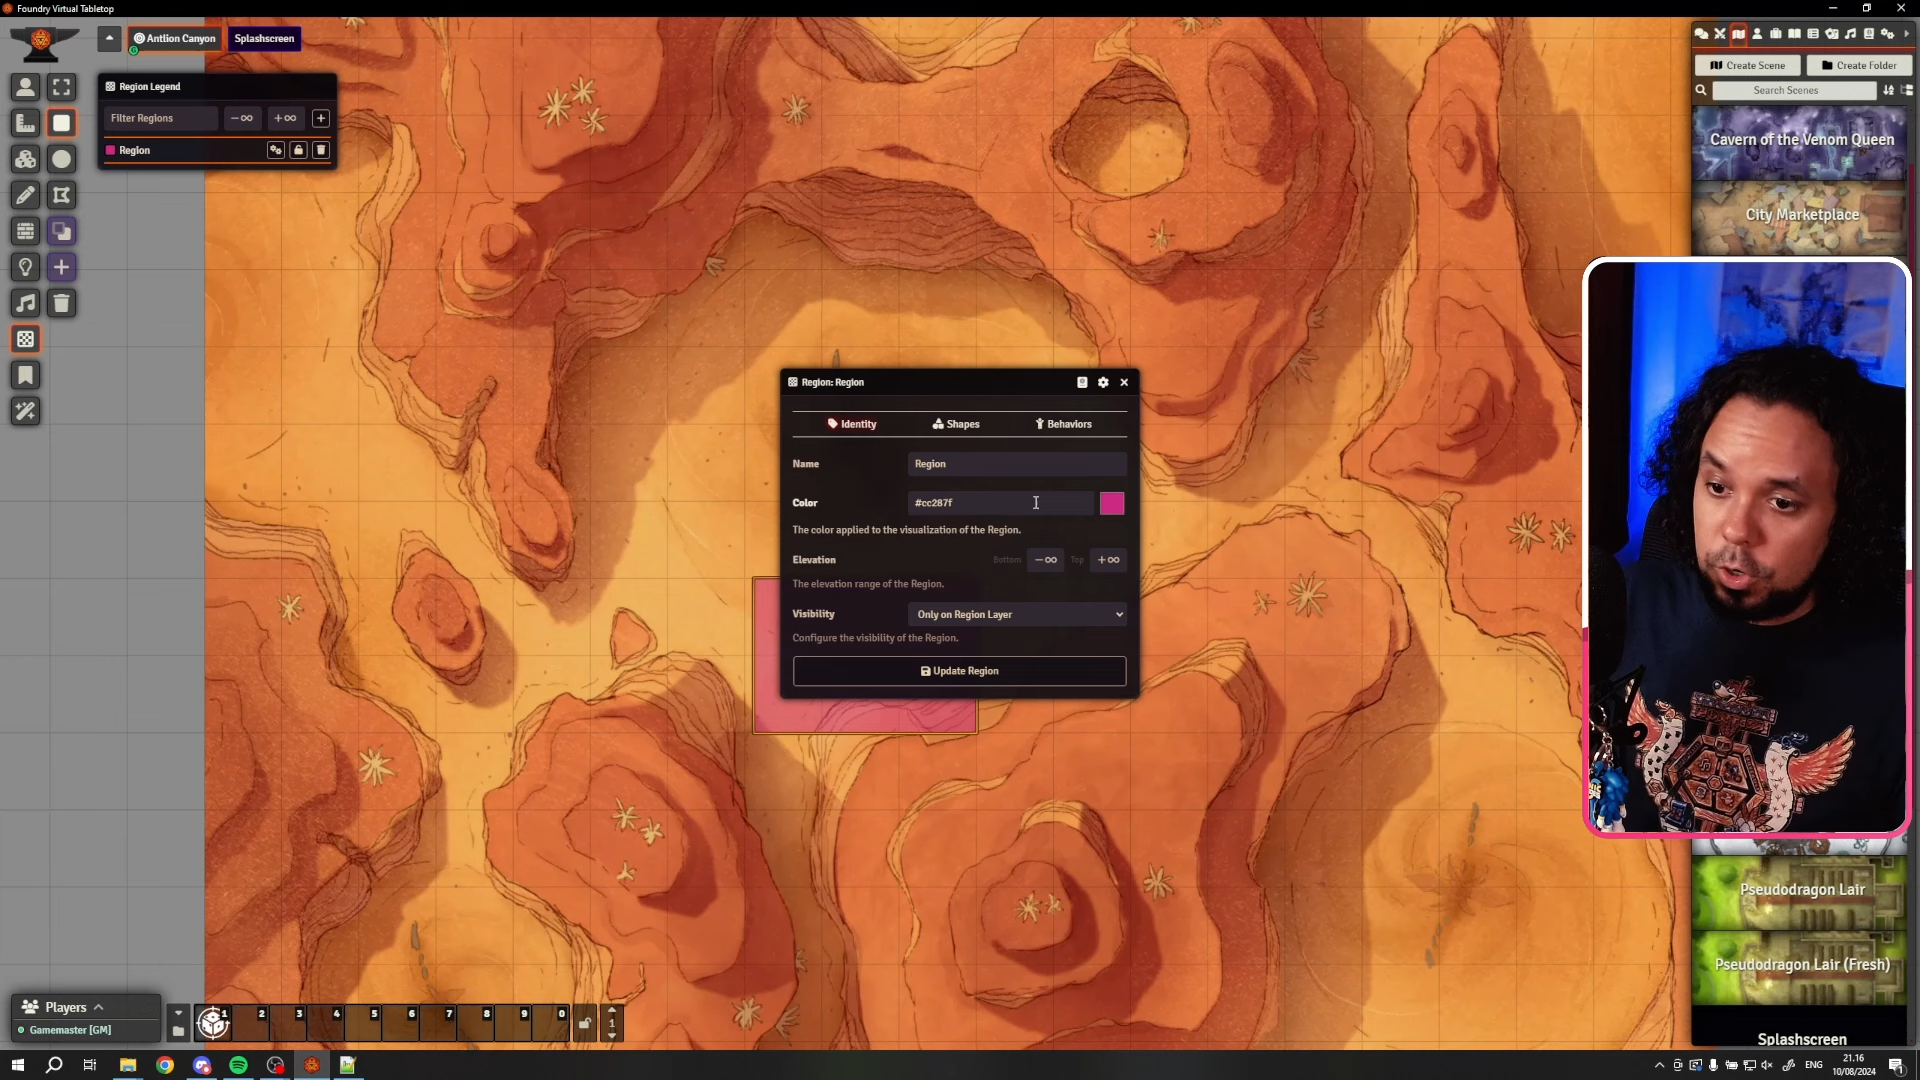 Foundry Virtual Tabletop
Antlion Canyon
Splashscreen
G
Region Legend
Filter Regions
−∞
+∞
Region
Create Scene
Create Folder
Search Scenes
Cavern of the Venom Queen
City Marketplace
Region: Region
Identity
Shapes
Behaviors
Name
Region
Color
#cc287f
The color applied to the visualization of the Region.
Elevation
Bottom
−∞
Top
+∞
The elevation range of the Region.
Visibility
Only on Region Layer
Configure the visibility of the Region.
Update Region
Pseudodragon Lair
Pseudodragon Lair (Fresh)
Splashscreen
Players
Gamemaster [GM]
1 2 3 4 5 6 7 8 9 0
1
ENG
21.16
10/08/2024